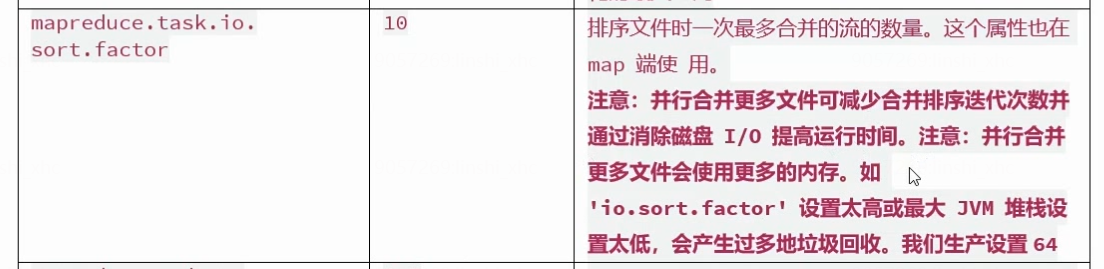 mapreduce.task.io.
sort.factor
10
排序文件时一次最多合并的流的数量。这个属性也在
map 端使 用。
注意：并行合并更多文件可减少合并排序迭代次数并
通过消除磁盘 I/O 提高运行时间。注意：并行合并
更多文件会使用更多的内存。如
'io.sort.factor' 设置太高或最大 JVM 堆栈设
置太低，会产生过多地垃圾回收。我们生产设置 64